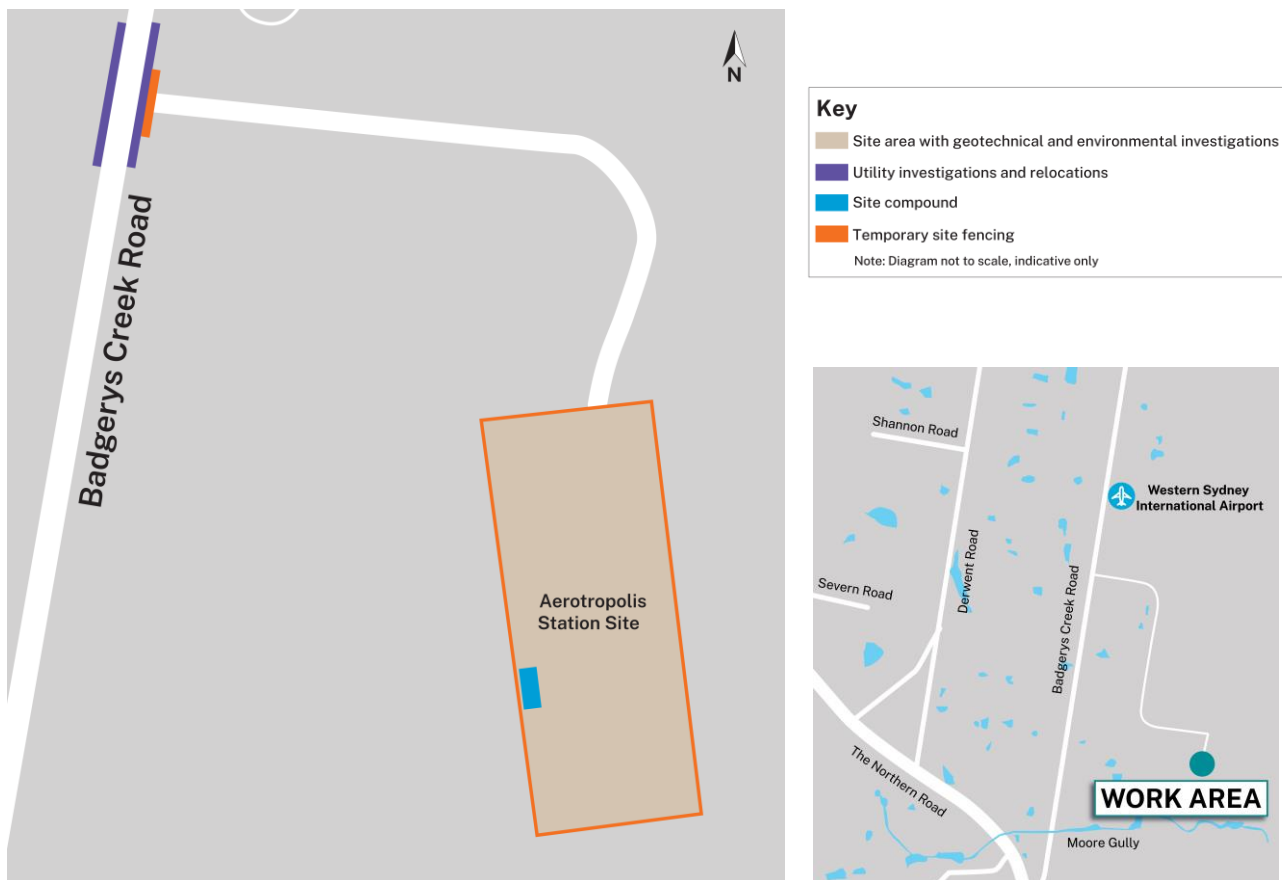 N
Badgerys Creek Road
Aerotropolis
Station Site
Key
Site area with geotechnical and environmental investigations
Utility investigations and relocations
Site compound
Temporary site fencing
Note: Diagram not to scale, indicative only
Shannon Road
Western Sydney
International Airport
Derwent Road
Severn Road
Badgerys Creek Road
The Northern Road
WORK AREA
Moore Gully